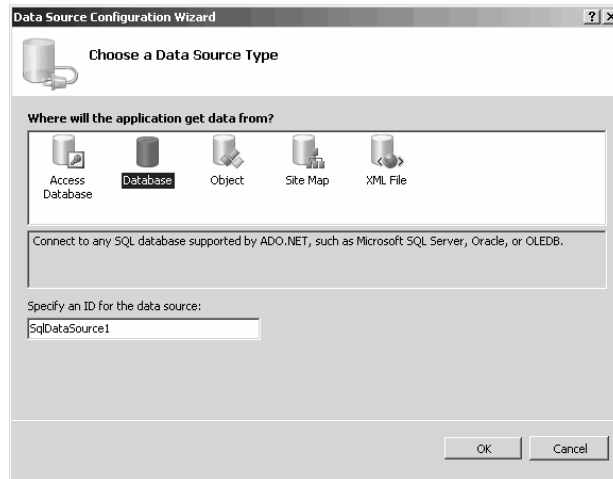 Data Source Configuration Wizard
Choose a Data Source Type
Where will the application get data from?
Access Database
Database
Object
Site Map
XML File
Connect to any SQL database supported by ADO.NET, such as Microsoft SQL Server, Oracle, or OLEDB.
Specify an ID for the data source:
SqlDataSource1
OK
Cancel